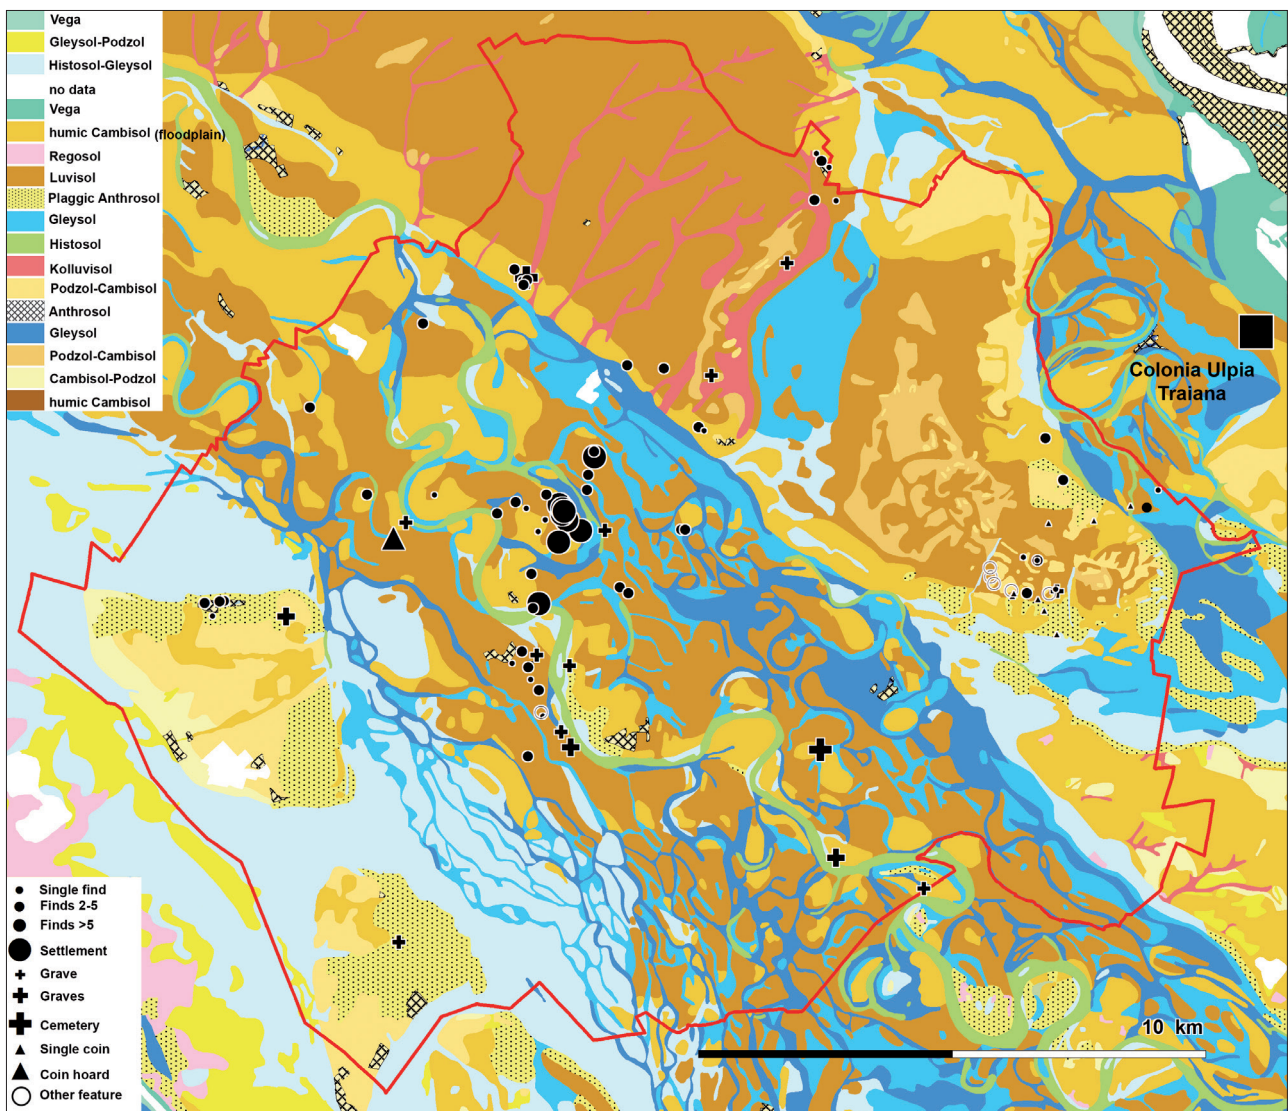 Vega
Gleysol-Podzol
Histosol-Gleysol
no data
Vega
humic Cambisol (floodplain)
Regosol
Luvisol
Plaggic Anthrosol
Gleysol
Histosol
Kolluvisol
Podzol-Cambisol
Anthrosol
Gleysol
Podzol-Cambisol
Cambisol-Podzol
humic Cambisol
Colonia Ulpia
Traiana
Single find
Finds 2-5
Finds >5
Settlement
Grave
Graves
Cemetery
Single coin
Coin hoard
Other feature
10 km